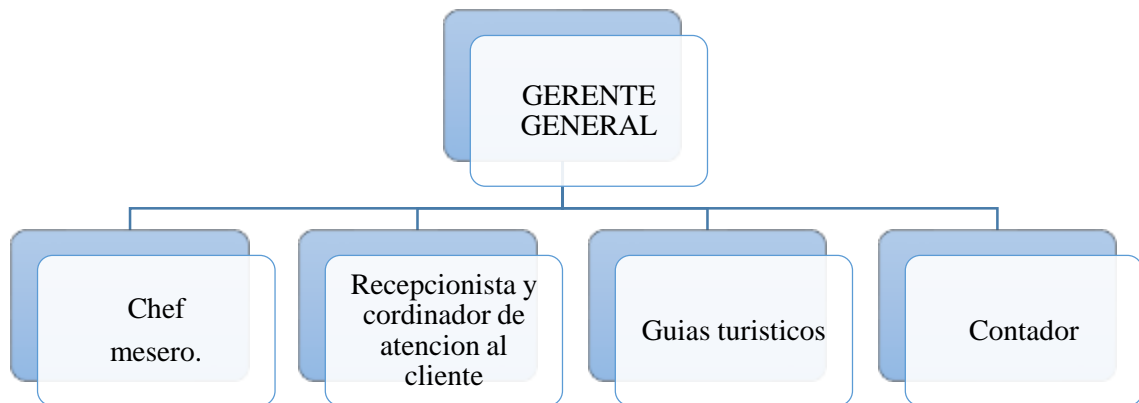 GERENTE
GENERAL
Chef
mesero.
Recepcionista y
cordinador de
atencion al
cliente
Guias turisticos
Contador